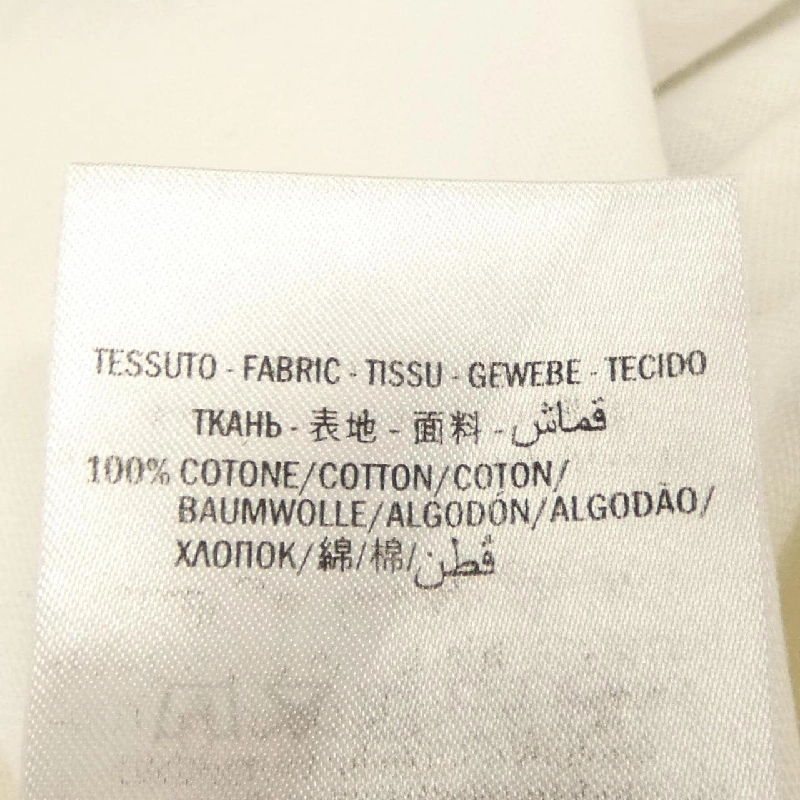 TESSUTO - FABRIC - TISSU - GEWEBE - TECIDO
ТКАНЬ - 表地 - 面料 - قماش
100% COTONE/COTTON/COTON/
BAUMWOLLE/ALGODÓN/ALGODÃO/
ХЛОПОК/綿/棉/قطن